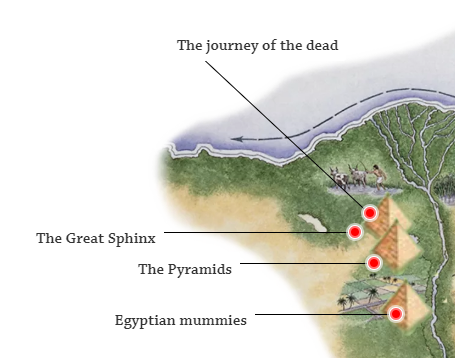 The journey of the dead
The Great Sphinx
The Pyramids
Egyptian mummies